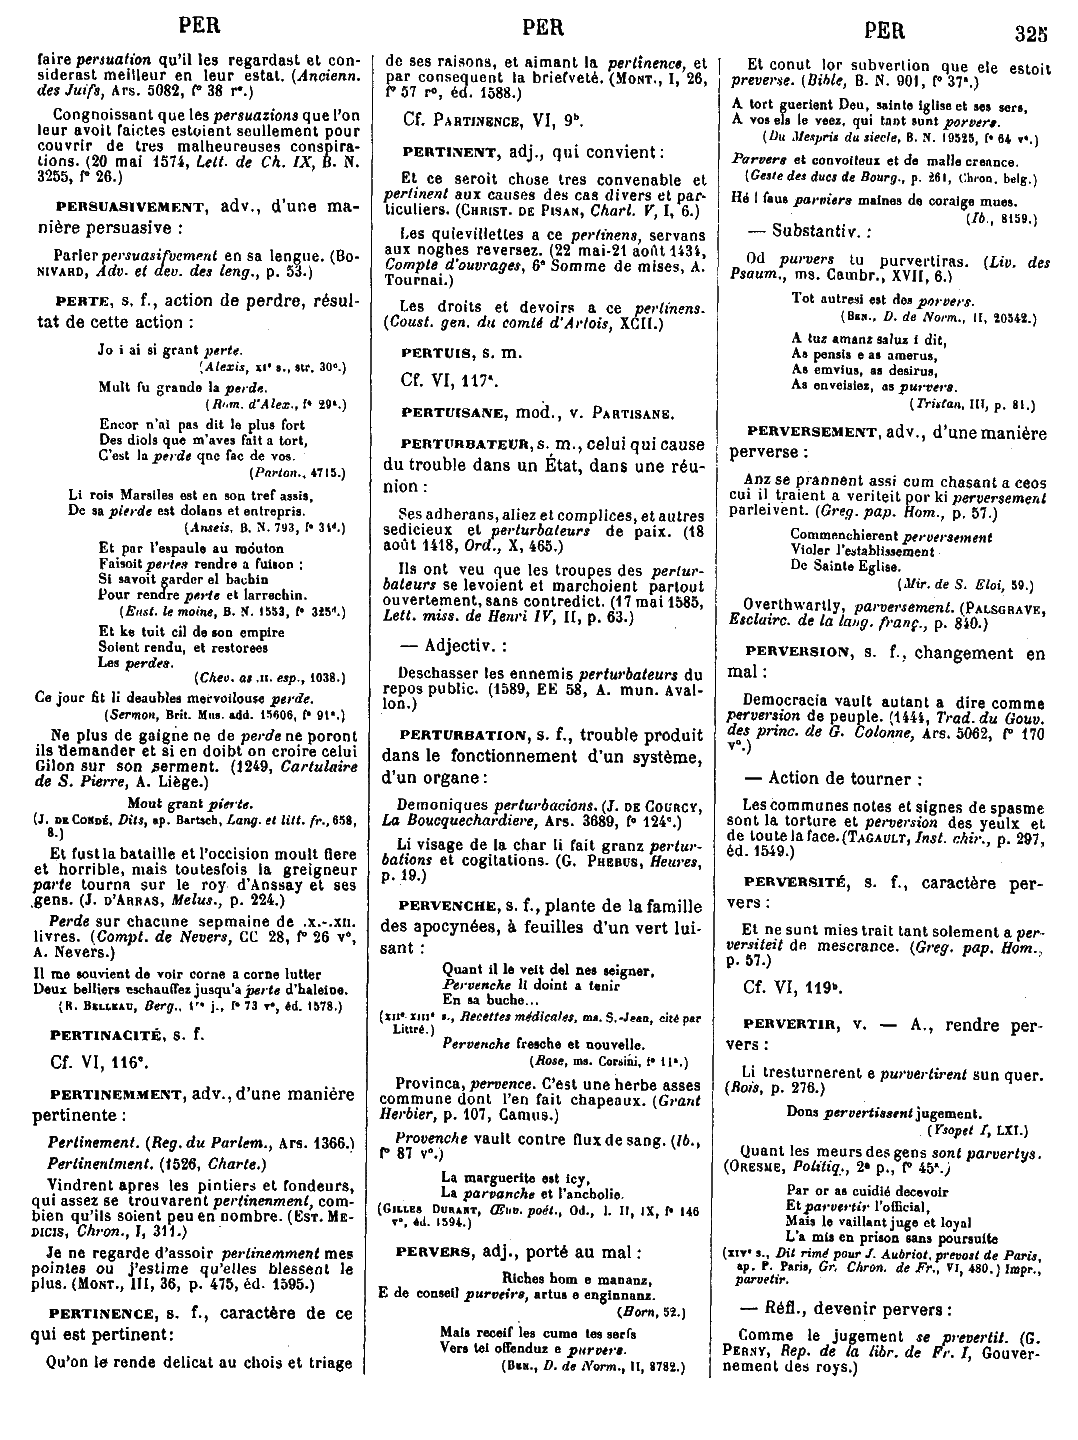 PER
PER
PER
325
faire persuation qu'il les regardast et con-
siderast meilleur en leur estat. (Ancienn.
des Juifs, Ars. 5082, f° 38 r°.)
Congnoissant que les persuazions que l'on
leur avoit faictes estoient seullement pour
couvrir de tres malheureuses conspira-
tions. (20 mai 1574, Lett. de Ch. IX, B. N.
3255, f° 26.)
PERSUASIVEMENT, adv., d'une ma-
nière persuasive :
Parler persuasifvement en sa lengue. (Bo-
NIVARD, Adv. et dev. des leng., p. 53.)
PERTE, s. f., action de perdre, résul-
tat de cette action :
Jo i ai si grant perte.
(Alexis, XI° s., str. 30°.)
Mult fu grande la perde.
(Rom. d'Alex., f° 29ª.)
Encor n'ai pas dit le plus fort
Des diols que m'aves fait a tort,
C'est la perde que fac de vos.
(Parton., 4715.)
Li rois Marsiles est en son tref assis,
De sa pierde est dolans et entrepris.
(Anseis, B. N. 793, f° 31ᵈ.)
Et par l'espaule au mouton
Faisoit pertes rendre a fuison :
Si savoit garder el bachin
Pour rendre perte et larrechin.
(Eust. le moine, B. N. 1553, f° 325ᵈ.)
Et ke tuit cil de son empire
Soient rendu, et restorees
Les perdes.
(Chev. as .II. esp., 1038.)
Ce jour fit li deaubles mervoilouse perde.
(Sermon, Brit. Mus. add. 15606, f° 91ª.)
Ne plus de gaigne ne de perde ne poront
ils demander et si en doibt on croire celui
Gilon sur son serment. (1249, Cartulaire
de S. Pierre, A. Liège.)
Mout grant pierte.
(J. DE CONDÉ, Dits, ap. Bartsch, Lang. et litt. fr., 658,
8.)
Et fust la bataille et l'occision moult fiere
et horrible, mais toutesfois la greigneur
parte tourna sur le roy d'Anssay et ses
gens. (J. D'ARRAS, Melus., p. 224.)
Perde sur chacune sepmaine de .X.-.XII.
livres. (Compt. de Nevers, CC 28, f° 26 v°,
A. Nevers.)
Il me souvient de voir corne a corne lutter
Deux belliers eschauffez jusqu'a perte d'haleine.
(R. BELLEAU, Berg., 1ʳᵉ j., f° 73 r°, éd. 1578.)
PERTINACITÉ, s. f.
Cf. VI, 116ᶜ.
PERTINEMMENT, adv., d'une manière
pertinente :
Pertinement. (Reg. du Parlem., Ars. 1366.)
Pertinentment. (1526, Charte.)
Vindrent apres les pintiers et fondeurs,
qui assez se trouvarent pertinenment, com-
bien qu'ils soient peu en nombre. (EST. ME-
DICIS, Chron., I, 311.)
Je ne regarde d'assoir pertinemment mes
pointes ou j'estime qu'elles blessent le
plus. (MONT., III, 36, p. 475, éd. 1595.)
PERTINENCE, s. f., caractère de ce
qui est pertinent :
Qu'on le rende delicat au chois et triage
de ses raisons, et aimant la pertinence, et
par consequent la briefveté. (MONT., I, 26,
f° 57 r°, éd. 1588.)
Cf. PARTINENCE, VI, 9ᵇ.
PERTINENT, adj., qui convient :
Et ce seroit chose tres convenable et
pertinent aux causes des cas divers et par-
ticuliers. (CHRIST. DE PISAN, Charl. V, I, 6.)
Les quievillettes a ce pertinens, servans
aux noghes reversez. (22 mai-21 août 1434,
Compte d'ouvrages, 6ᵉ Somme de mises, A.
Tournai.)
Les droits et devoirs a ce pertinens.
(Coust. gen. du comté d'Artois, XCII.)
PERTUIS, s. m.
Cf. VI, 117ª.
PERTUISANE, mod., v. PARTISANE.
PERTURBATEUR, s. m., celui qui cause
du trouble dans un État, dans une réu-
nion :
Ses adherans, aliez et complices, et autres
sedicieux et perturbateurs de paix. (18
août 1418, Ord., X, 465.)
Ils ont veu que les troupes des pertur-
bateurs se levoient et marchoient partout
ouvertement, sans contredict. (17 mai 1585,
Lett. miss. de Henri IV, II, p. 63.)
— Adjectiv. :
Deschasser les ennemis perturbateurs du
repos public. (1589, EE 58, A. mun. Aval-
lon.)
PERTURBATION, s. f., trouble produit
dans le fonctionnement d'un système,
d'un organe :
Demoniques perturbacions. (J. DE COURCY,
La Boucquechardiere, Ars. 3689, f° 124ᶜ.)
Li visage de la char li fait granz pertur-
bations et cogitations. (G. PHEBUS, Heures,
p. 19.)
PERVENCHE, s. f., plante de la famille
des apocynées, à feuilles d'un vert lui-
sant :
Quant il le veit del nes seigner,
Pervenche li doint a tenir
En sa buche...
(XIIᵉ XIIIᵉ s., Recettes médicales, ms. S.-Jean, cité par
Littré.)
Pervenche fresche et nouvelle.
(Rose, ms. Corsini, f° 11ª.)
Provinca, pervence. C'est une herbe asses
commune dont l'en fait chapeaux. (Grant
Herbier, p. 107, Camus.)
Provenche vault contre flux de sang. (Ib.,
f° 87 v°.)
La marguerite est icy,
La parvanche et l'ancholie.
(GILLES DURANT, Œuv. poét., Od., l. II, IX, f° 146
r°, éd. 1594.)
PERVERS, adj., porté au mal :
Riches hom e mananz,
E de conseil purveirs, artus e enginnanz.
(Horn, 52.)
Mais receif les cume tes serfs
Vers tei offenduz e purvers.
(BEN., D. de Norm., II, 8782.)
Et conut lor subvertion que ele estoit
preverse. (Bible, B. N. 901, f° 37ª.)
A tort guerient Deu, sainte iglise et ses sers,
A vos els le veez, qui tant sunt porvers.
(Du Mespris du siecle, B. N. 19525, f° 64 v°.)
Parvers et convoiteux et de malle creance.
(Geste des ducs de Bourg., p. 261, Chron. belg.)
Hé ! faus parviers maines de coraige mues.
(Ib., 8159.)
— Substantiv. :
Od purvers tu purvertiras. (Liv. des
Psaum., ms. Cambr., XVII, 6.)
Tot autresi est des porvers.
(BEN., D. de Norm., II, 20342.)
A tuz amanz saluz i dit,
As pensis e as amerus,
As emvius, as desirus,
As enveisiez, as purvers.
(Tristan, III, p. 81.)
PERVERSEMENT, adv., d'une manière
perverse :
Anz se prannent assi cum chasant a ceos
cui il traient a veriteit por ki perversement
parleivent. (Greg. pap. Hom., p. 57.)
Commenchierent perversement
Violer l'establissement
De Sainte Eglise.
(Mir. de S. Eloi, 59.)
Overthwartly, parversement. (PALSGRAVE,
Esclairc. de la lang. franç., p. 840.)
PERVERSION, s. f., changement en
mal :
Democracia vault autant a dire comme
perversion de peuple. (1444, Trad. du Gouv.
des princ. de G. Colonne, Ars. 5062, f° 170
v°.)
— Action de tourner :
Les communes notes et signes de spasme
sont la torture et perversion des yeulx et
de toute la face. (TAGAULT, Inst. chir., p. 297,
éd. 1549.)
PERVERSITÉ, s. f., caractère per-
vers :
Et ne sunt mies trait tant solement a per-
versiteit de mescrance. (Greg. pap. Hom.,
p. 57.)
Cf. VI, 119ᵇ.
PERVERTIR, v. — A., rendre per-
vers :
Li tresturnerent e purvertirent sun quer.
(Rois, p. 276.)
Dons pervertissent jugement.
(Ysopet I, LXI.)
Quant les meurs des gens sont parvertys.
(ORESME, Politiq., 2ᵉ p., f° 45ª.)
Par or as cuidié decevoir
Et parvertir l'official,
Mais le vaillant juge et loyal
L'a mis en prison sans poursuite
(XIVᵉ s., Dit rimé pour J. Aubriot, prevost de Paris,
ap. P. Paris, Gr. Chron. de Fr., VI, 480.) Impr.,
parvetir.
— Réfl., devenir pervers :
Comme le jugement se prevertit. (G.
PERNY, Rep. de la libr. de Fr. I, Gouver-
nement des roys.)